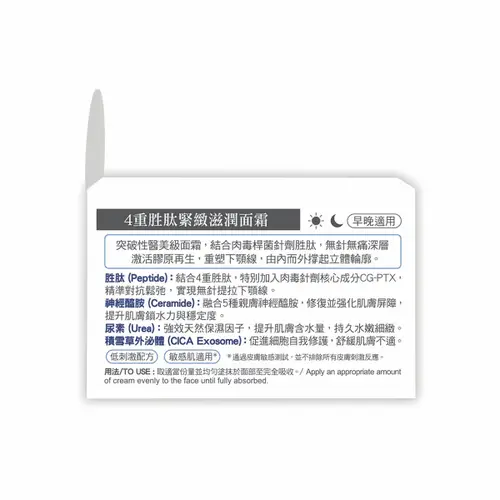 4重胜肽緊緻滋潤面霜 早晚適用
突破性醫美級面霜，結合肉毒桿菌針劑胜肽，無針無痛深層
激活膠原再生，重塑下顎線，由內而外撐起立體輪廓。
胜肽 (Peptide)：結合4重胜肽，特別加入肉毒針劑核心成分CG-PTX，
精準對抗鬆弛，實現無針提拉下顎線。
神經醯胺 (Ceramide)：融合5種親膚神經醯胺，修復並強化肌膚屏障，
提升肌膚鎖水力與穩定度。
尿素 (Urea)：強效天然保濕因子，提升肌膚含水量，持久水嫩細緻。
積雪草外泌體 (CICA Exosome)：促進細胞自我修護，舒緩肌膚不適。
低刺激配方 敏感肌適用* *通過皮膚敏感測試，並不排除所有皮膚刺激反應。
用法/TO USE：取適當份量並均勻塗抹於面部至完全吸收。/ Apply an appropriate amount
of cream evenly to the face until fully absorbed.